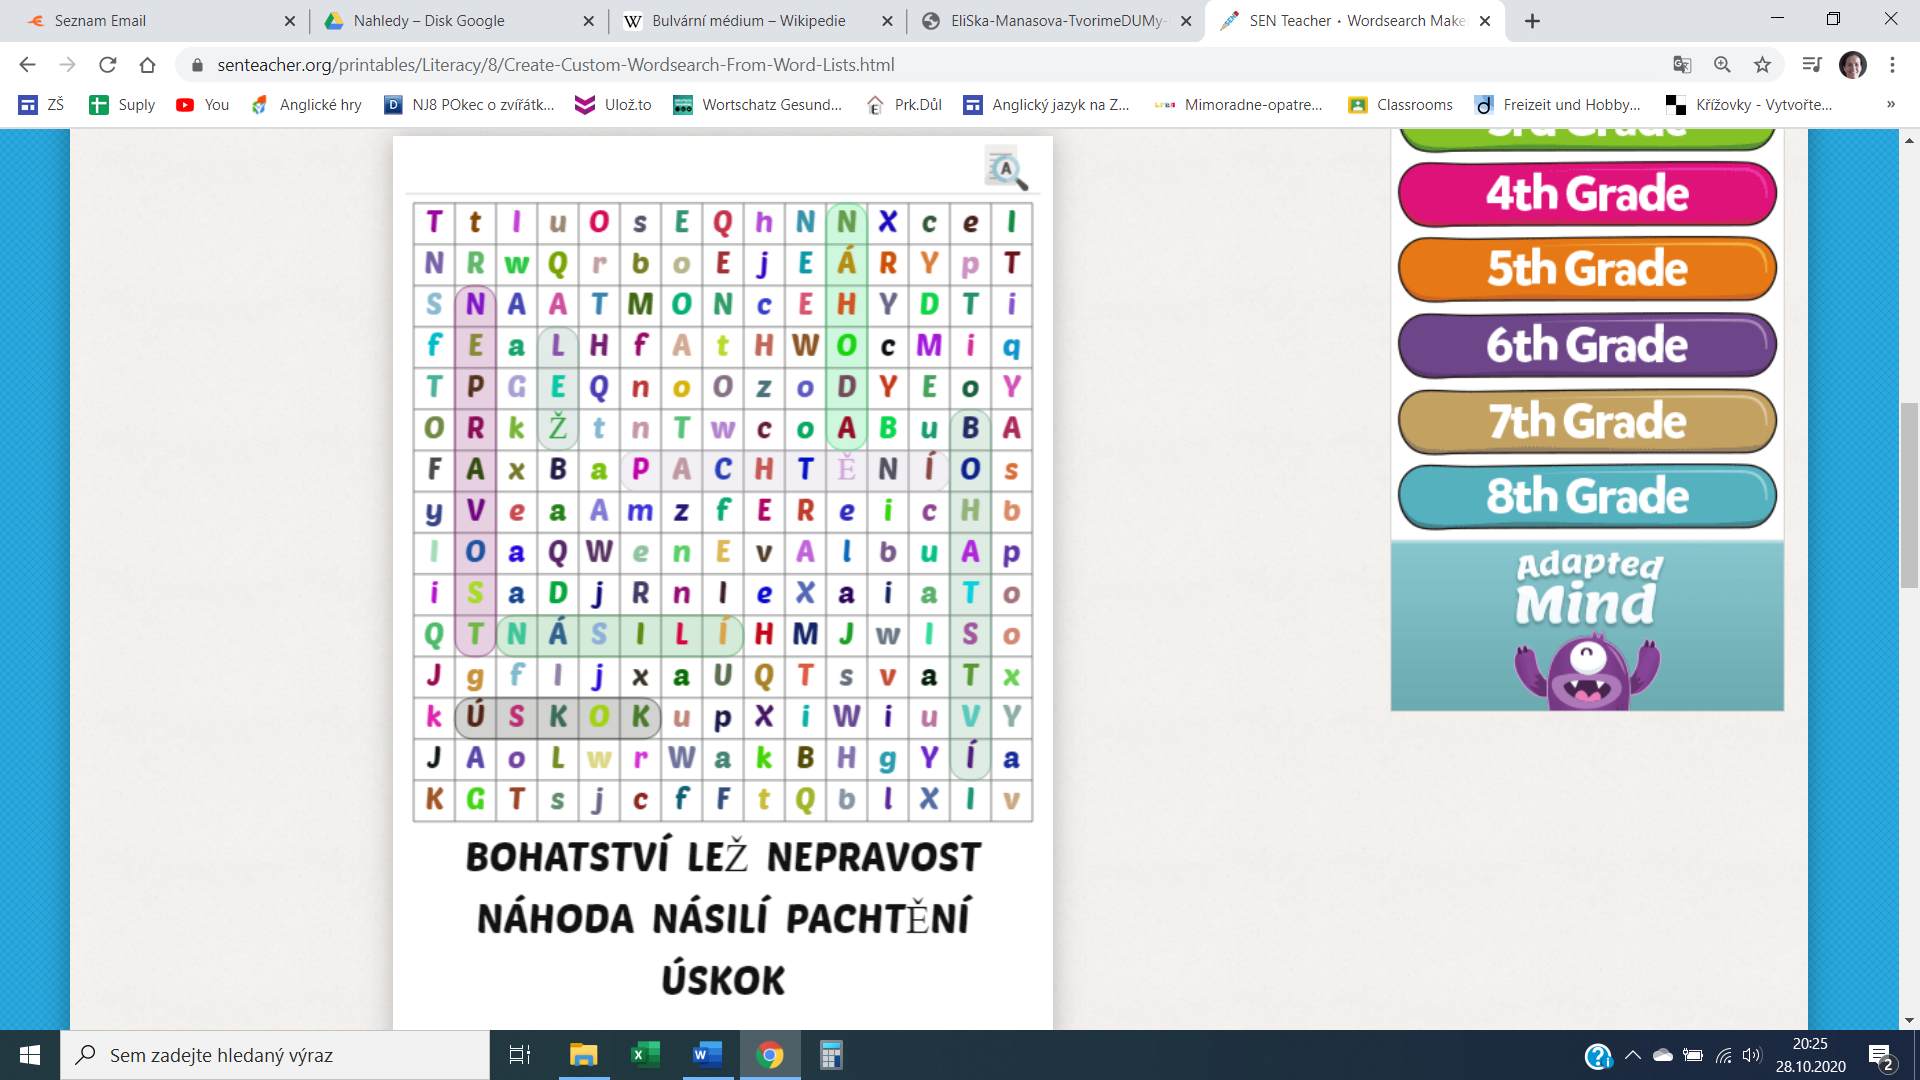 Seznam Email
Nahledy – Disk Google
Bulvární médium – Wikipedie
EliSka-Manasova-TvorimeDUMy-
SEN Teacher • Wordsearch Make
senteacher.org/printables/Literacy/8/Create-Custom-Wordsearch-From-Word-Lists.html
ZŠ Suply You Anglické hry NJ8 POkec o zvířátk... Ulož.to Wortschatz Gesund... Prk.Důl Anglický jazyk na Z... Mimoradne-opatre... Classrooms Freizeit und Hobby... Křížovky - Vytvořte... »
A
T t l u O s E Q h N N X c e l
N R w Q r b o E j E Á R Y p T
S N A A T M O N c E H Y D T i
f E a L H f A t H W O c M i q
T P G E Q n o O z o D Y E o Y
O R k Ž t n T w c o A B u B A
F A x B a P A C H T Ě N Í O s
y V e a A m z f E R e i c H b
l O a Q W e n E v A l b u A p
i S a D j R n l e X a i a T o
Q T N Á S I L Í H M J w l S o
J g f l j x a U Q T s v a T x
k Ú S K O K u p X i W i u V Y
J A o L w r W a k B H g Y Í a
K G T s j c f F t Q b l X l v
BOHATSTVÍ LEŽ NEPRAVOST
NÁHODA NÁSILÍ PACHTĚNÍ
ÚSKOK
3rd Grade
4th Grade
5th Grade
6th Grade
7th Grade
8th Grade
Adapted
Mind
Sem zadejte hledaný výraz
20:25
28.10.2020
2